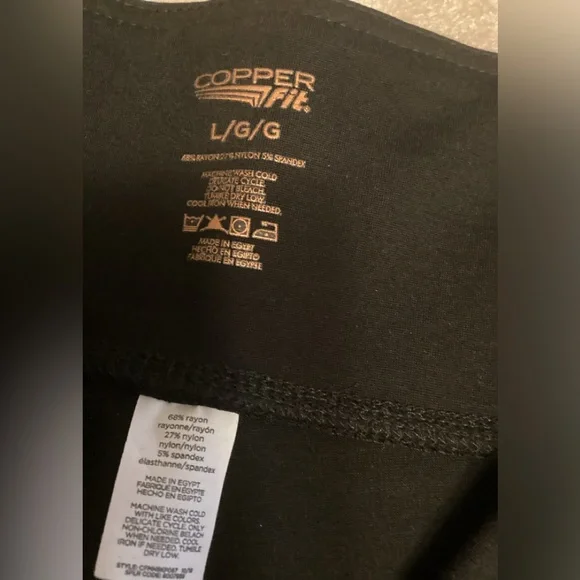 COPPER
Fit
L/G/G
68% RAYON 27% NYLON 5% SPANDEX
MACHINE WASH COLD
DELICATE CYCLE.
DO NOT BLEACH.
TUMBLE DRY LOW.
COOL IRON WHEN NEEDED.
MADE IN EGYPT
HECHO EN EGIPTO
FABRIQUÉ EN EGYPTE
68% rayon
rayonne/rayón
27% nylon
nylon/nylon
5% spandex
élasthanne/spandex
MADE IN EGYPT
FABRIQUÉ EN EGYPTE
HECHO EN EGIPTO
MACHINE WASH COLD
WITH LIKE COLORS.
DELICATE CYCLE. ONLY
NON-CHLORINE BLEACH
WHEN NEEDED. COOL
IRON IF NEEDED. TUMBLE
DRY LOW.
STYLE:
SPLR CODE: